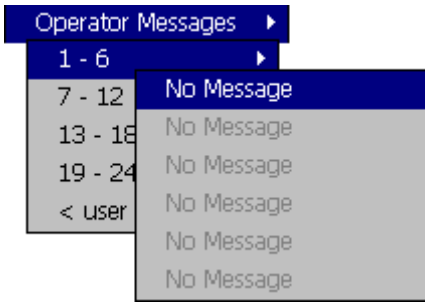 Operator Messages
1 - 6
7 - 12
13 - 18
19 - 24
< user
No Message
No Message
No Message
No Message
No Message
No Message